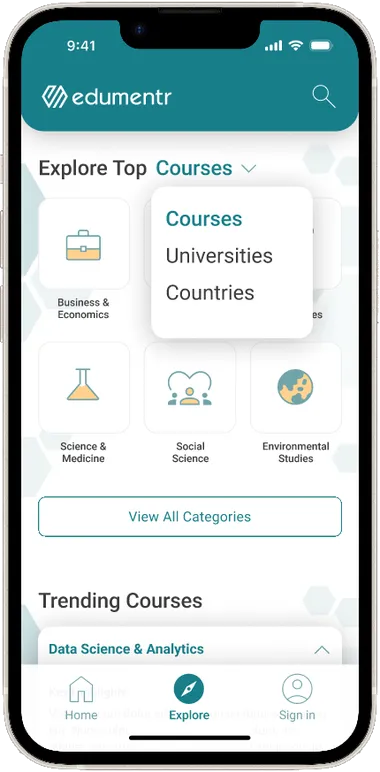 9:41
edumentr
Explore Top Courses
Courses
Universities
Countries
Business &
Economics
Science &
Medicine
Social
Science
Environmental
Studies
View All Categories
Trending Courses
Data Science & Analytics
Home
Explore
Sign in